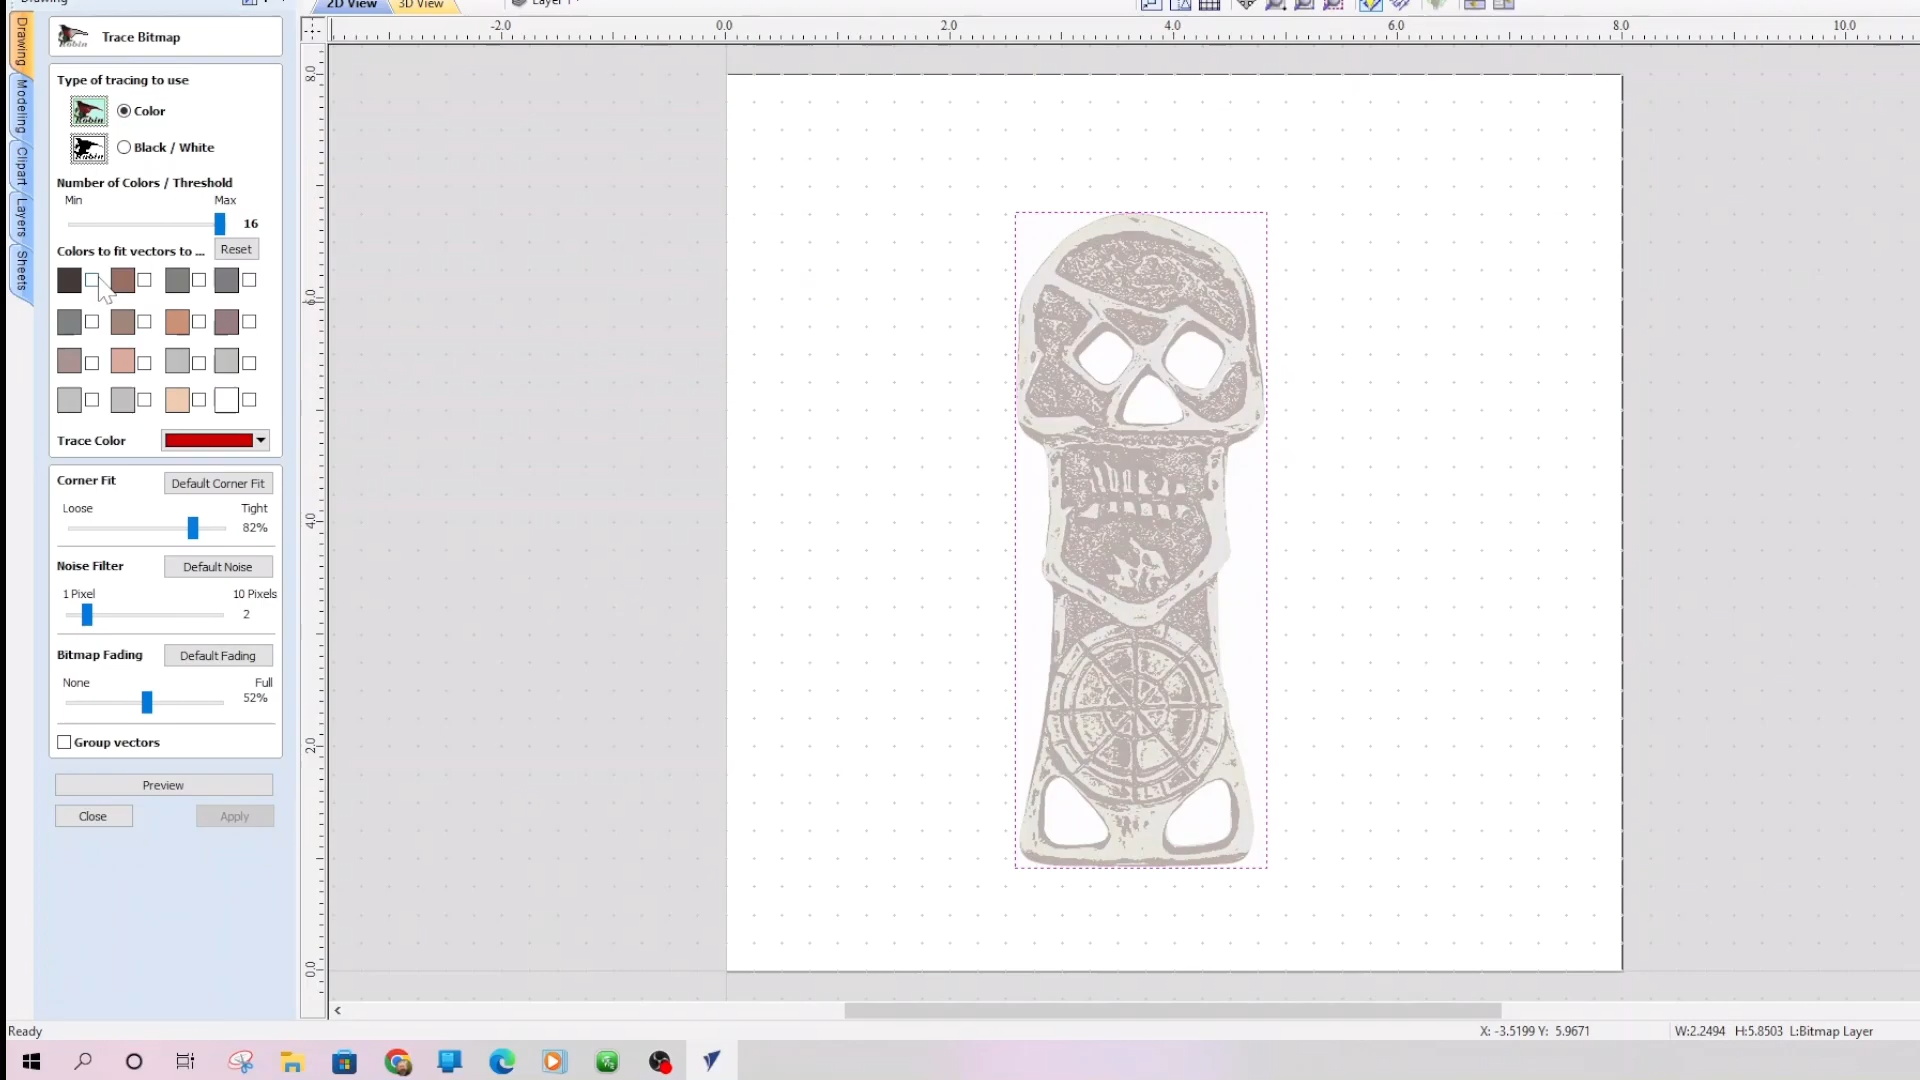 Drawing
2D View
3D View
Layer 1
Drawing
Modeling
Clipart
Layers
Sheets
Trace Bitmap
Type of tracing to use
Color
Black / White
Number of Colors / Threshold
Min
Max
16
Colors to fit vectors to ...
Reset
Trace Color
Corner Fit
Default Corner Fit
Loose
Tight
82%
Noise Filter
Default Noise
1 Pixel
10 Pixels
2
Bitmap Fading
Default Fading
None
Full
52%
Group vectors
Preview
Close
Apply
-2.0
0.0
2.0
4.0
6.0
8.0
10.0
8.0
6.0
4.0
2.0
0.0
Ready
X: -3.5199 Y: 5.9671
W:2.2494 H:5.8503 L:Bitmap Layer